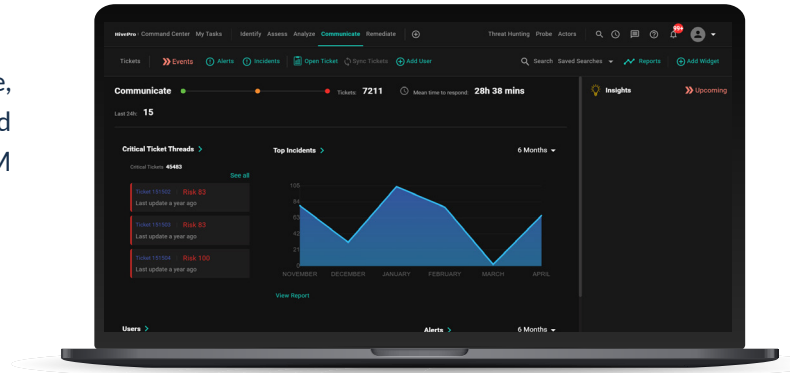 e,
d
M
HivePro Command Center My Tasks Identify Assess Analyze Communicate Remediate Threat Hunting Probe Actors 99+
Tickets Events Alerts Incidents Open Ticket Sync Tickets Add User Search Saved Searches Reports Add Widget
Communicate Tickets 7211 Mean time to respond: 28h 38 mins Insights Upcoming
Last 24h: 15
Critical Ticket Threads > Top Incidents > 6 Months
Critical Tickets 45483
See all
Ticket 151502 Risk 83
Last update a year ago
Ticket 151503 Risk 83
Last update a year ago
Ticket 151504 Risk 100
Last update a year ago
105
84
63
42
21
0
NOVEMBER DECEMBER JANUARY FEBRUARY MARCH APRIL
View Report
Users > Alerts > 6 Months